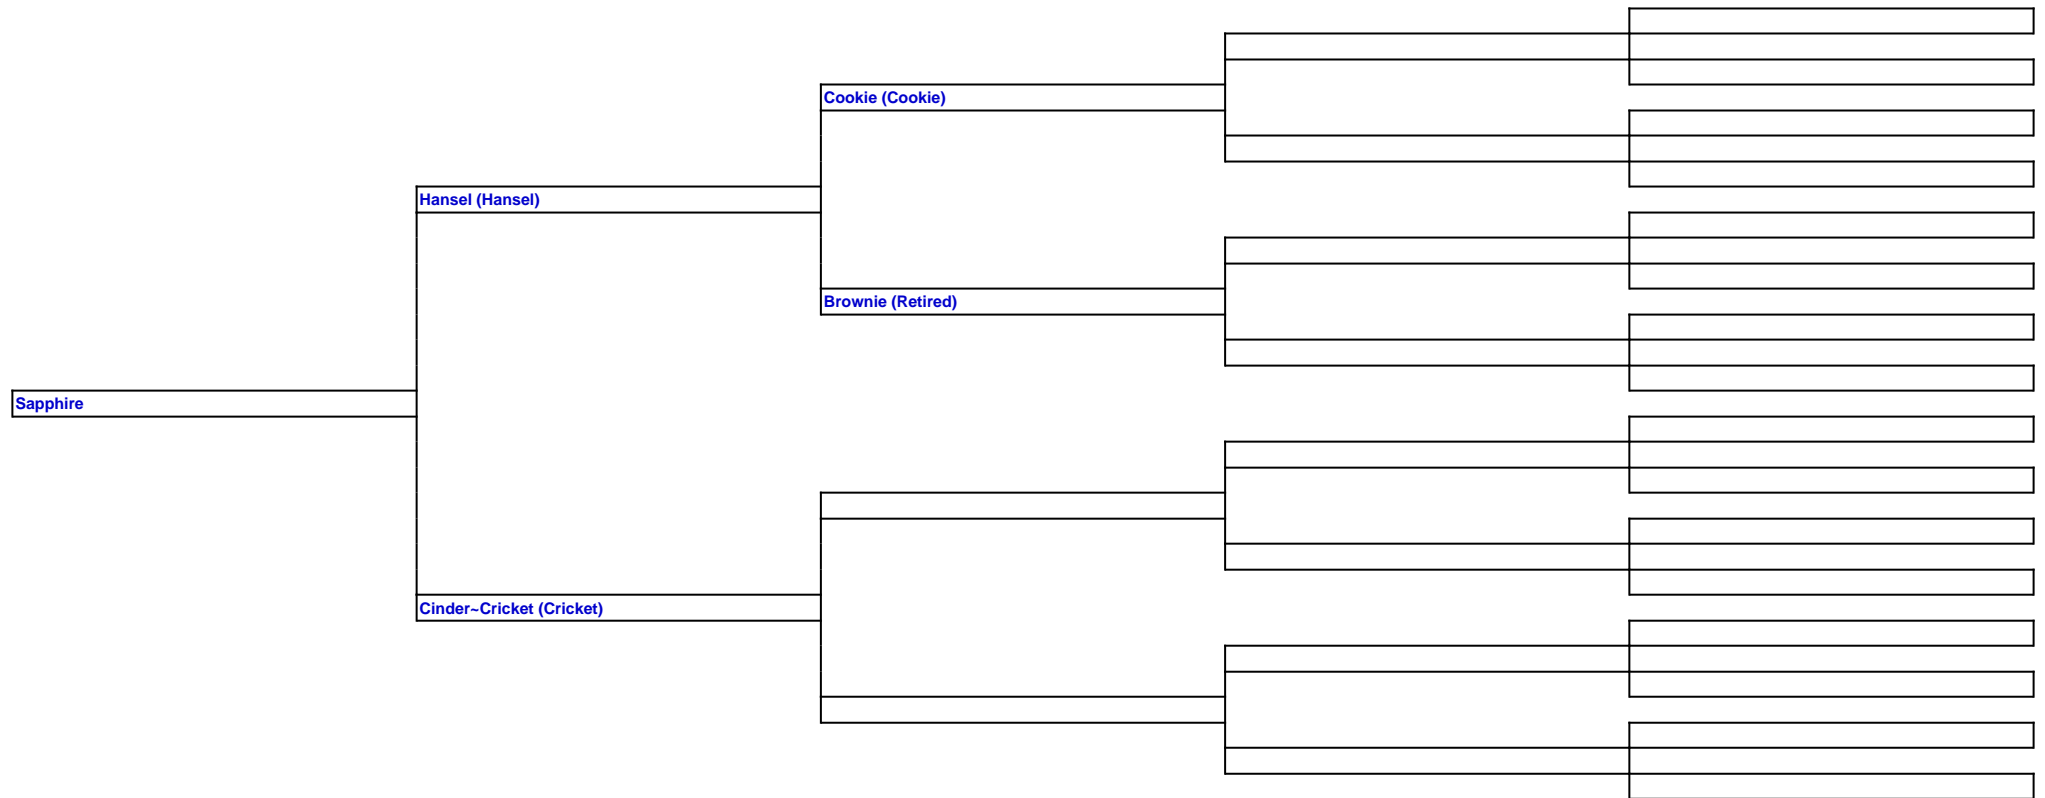 Cookie (Cookie)
Hansel (Hansel)
Brownie (Retired)
Sapphire
Cinder~Cricket (Cricket)